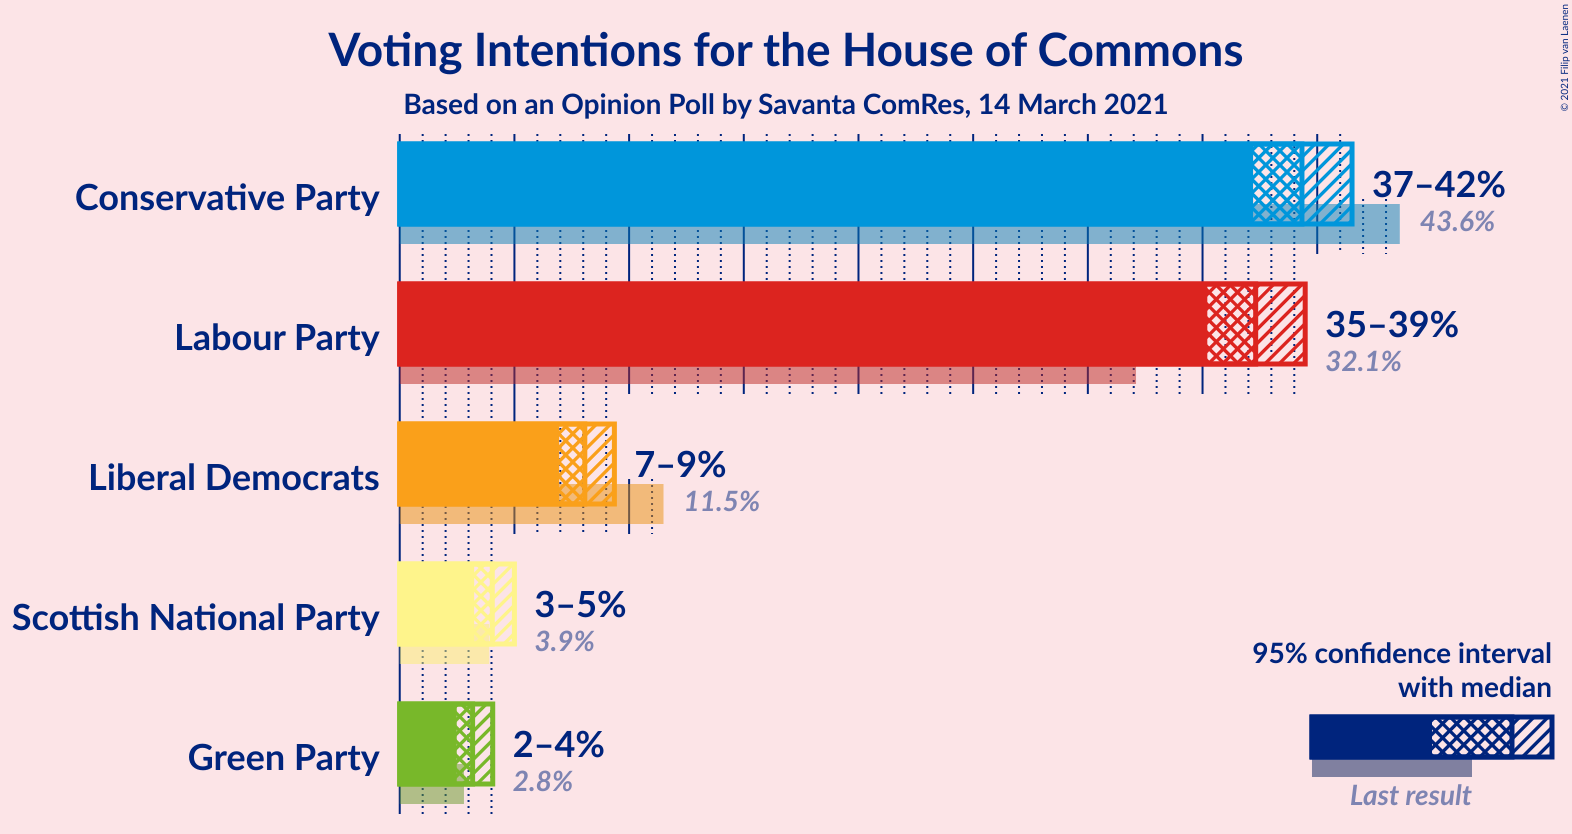 Voting Intentions for the House of Commons
Based on an Opinion Poll by Savanta ComRes, 14 March 2021
© 2021 Filip van Laenen
Conservative Party
37–42%
43.6%
Labour Party
35–39%
32.1%
Liberal Democrats
7–9%
11.5%
Scottish National Party
3–5%
3.9%
Green Party
2–4%
2.8%
95% confidence interval
with median
Last result